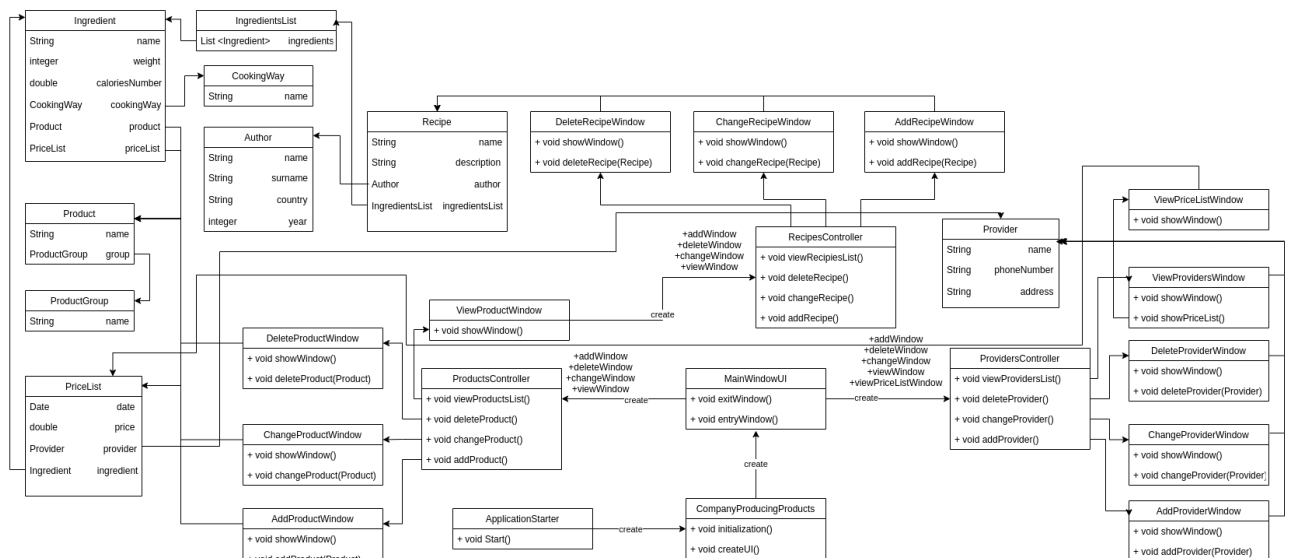 Ingredient
String name
integer weight
double caloriesNumber
CookingWay cookingWay
Product product
PriceList priceList
IngredientsList
List <Ingredient> ingredients
CookingWay
String name
Author
String name
String surname
String country
integer year
Recipe
String name
String description
Author author
IngredientsList ingredientsList
DeleteRecipeWindow
+ void showWindow()
+ void deleteRecipe(Recipe)
ChangeRecipeWindow
+ void showWindow()
+ void changeRecipe(Recipe)
AddRecipeWindow
+ void showWindow()
+ void addRecipe(Recipe)
Product
String name
ProductGroup group
ProductGroup
String name
ViewPriceListWindow
+ void showWindow()
Provider
String name
String phoneNumber
String address
RecipesController
+ void viewRecipiesList()
+ void deleteRecipe()
+ void changeRecipe()
+ void addRecipe()
+addWindow
+deleteWindow
+changeWindow
+viewWindow
create
ViewProductWindow
+ void showWindow()
ViewProvidersWindow
+ void showWindow()
+ void showPriceList()
DeleteProductWindow
+ void showWindow()
+ void deleteProduct(Product)
PriceList
Date date
double price
Provider provider
Ingredient ingredient
ProductsController
+ void viewProductsList()
+ void deleteProduct()
+ void changeProduct()
+ void addProduct()
+addWindow
+deleteWindow
+changeWindow
+viewWindow
create
MainWindowUI
+ void exitWindow()
+ void entryWindow()
+addWindow
+deleteWindow
+changeWindow
+viewWindow
+viewPriceListWindow
create
ProvidersController
+ void viewProvidersList()
+ void deleteProvider()
+ void changeProvider()
+ void addProvider()
DeleteProviderWindow
+ void showWindow()
+ void deleteProvider(Provider)
ChangeProductWindow
+ void showWindow()
+ void changeProduct(Product)
ChangeProviderWindow
+ void showWindow()
+ void changeProvider(Provider)
create
AddProductWindow
+ void showWindow()
+ void addProduct(Product)
ApplicationStarter
+ void Start()
create
CompanyProducingProducts
+ void initialization()
+ void createUI()
AddProviderWindow
+ void showWindow()
+ void addProvider(Provider)